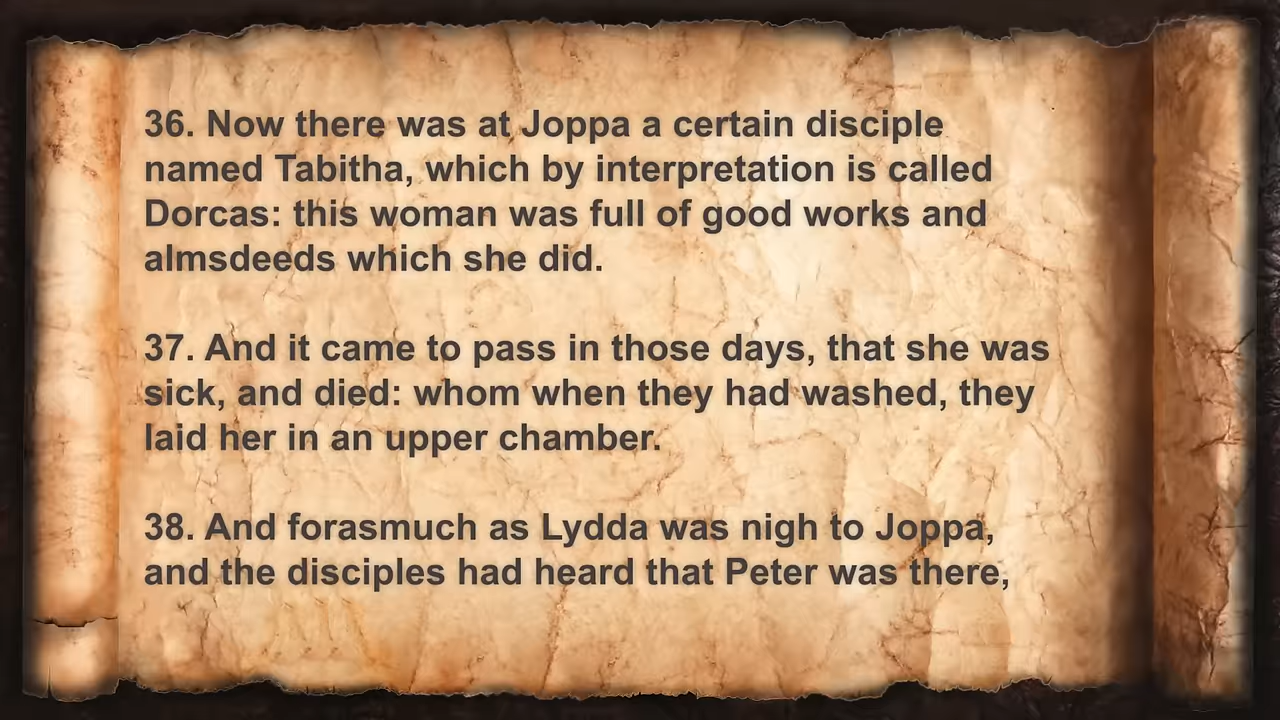 36. Now there was at Joppa a certain disciple
named Tabitha, which by interpretation is called
Dorcas: this woman was full of good works and
almsdeeds which she did.
37. And it came to pass in those days, that she was
sick, and died: whom when they had washed, they
laid her in an upper chamber.
38. And forasmuch as Lydda was nigh to Joppa,
and the disciples had heard that Peter was there,